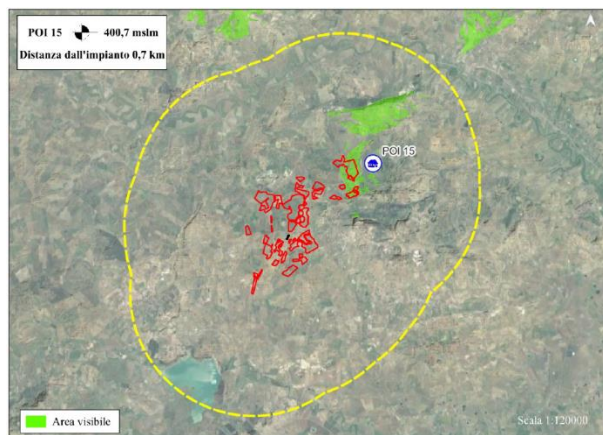 POI 15 400,7 mslm
Distanza dall'impianto 0,7 km
POI 15
Area visibile
Scala 1:120000